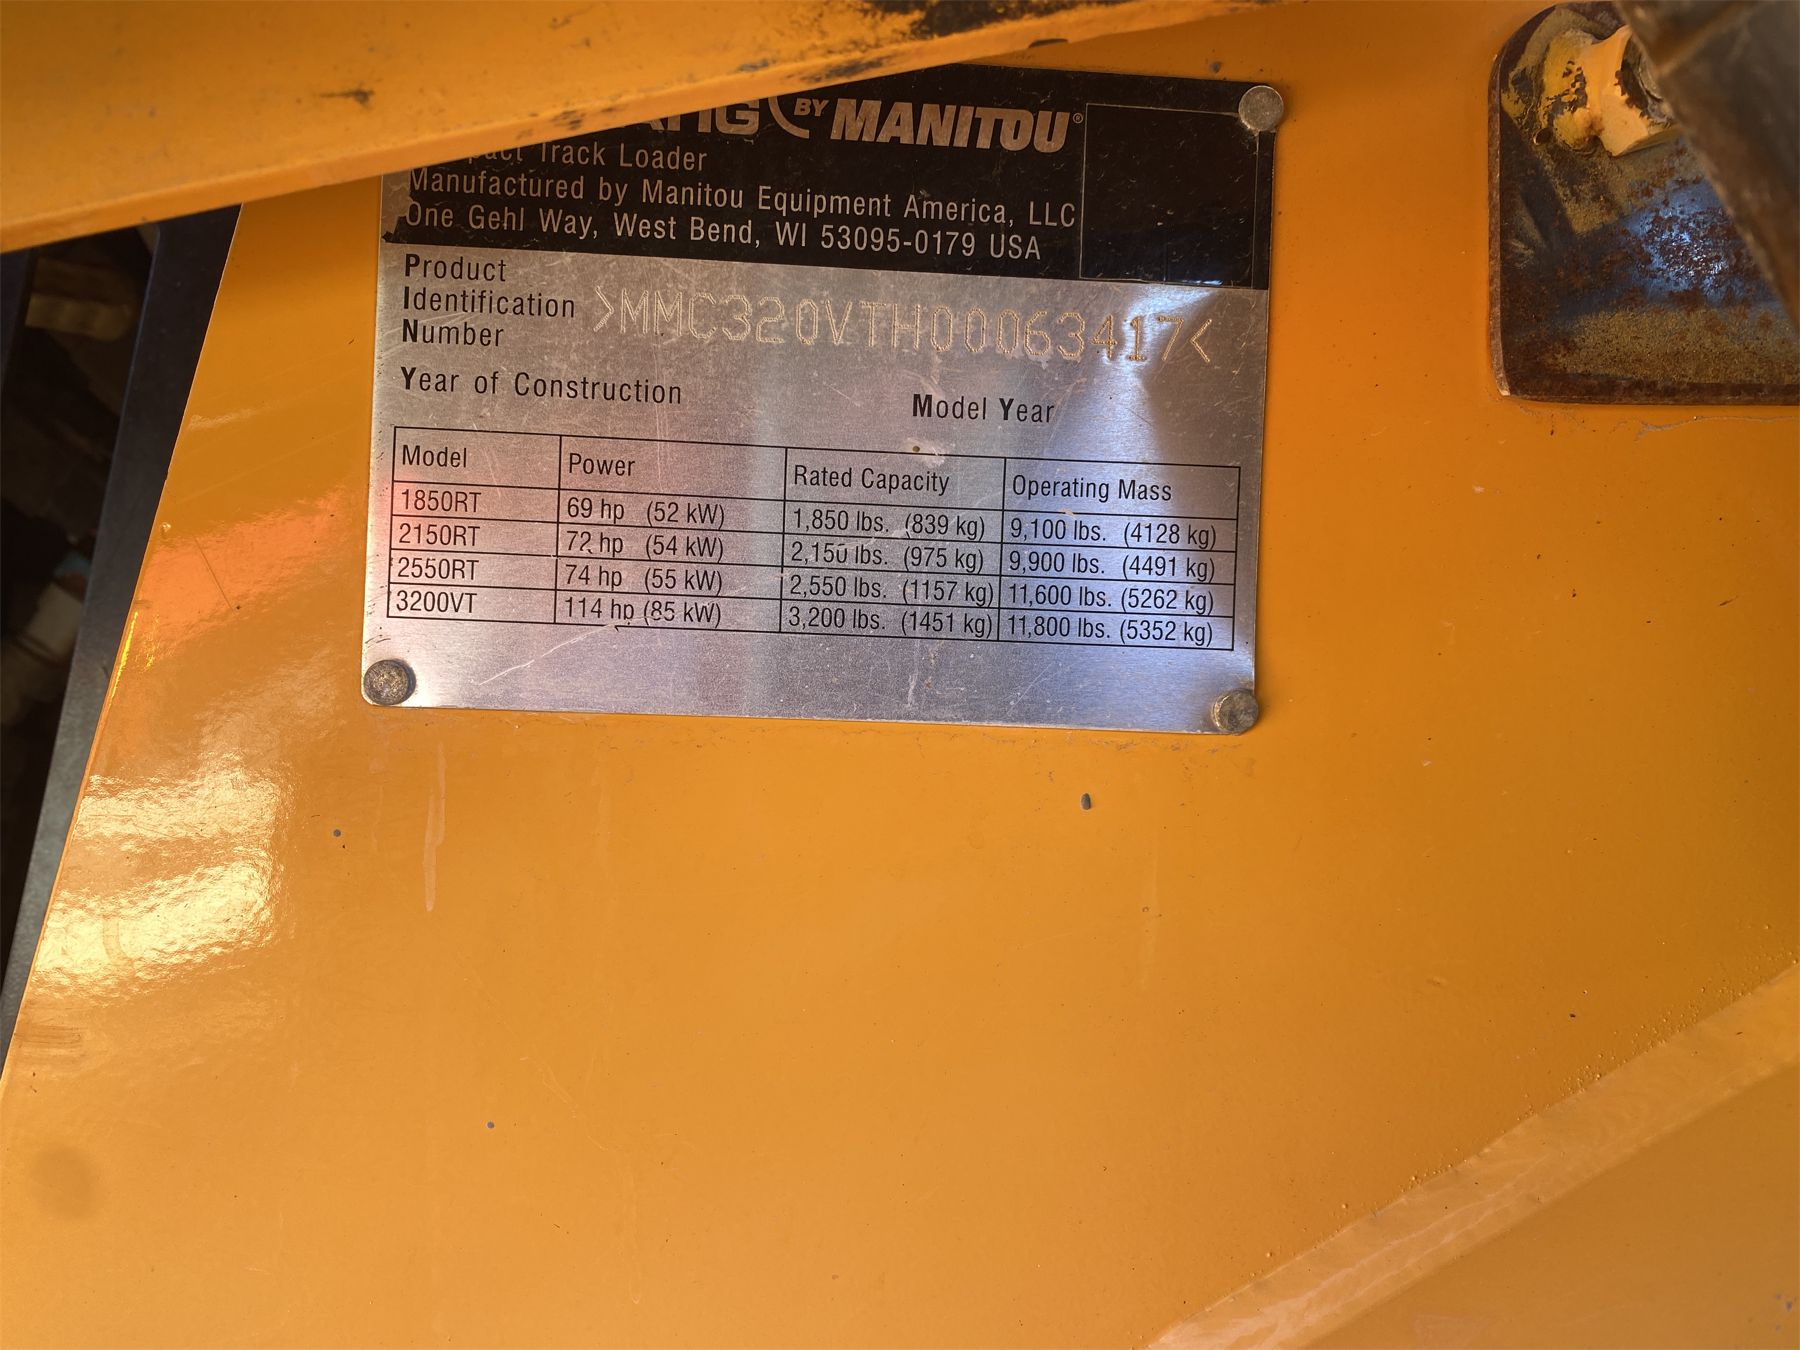 BY MANITOU®
Track Loader
Manufactured by Manitou Equipment America, LLC
One Gehl Way, West Bend, WI 53095-0179 USA
Product
Identification
Number
>MMC320VTH00063417<
Year of Construction
Model Year
Model Power Rated Capacity Operating Mass
1850RT 69 hp (52 kW) 1,850 lbs. (839 kg) 9,100 lbs. (4128 kg)
2150RT 72 hp (54 kW) 2,150 lbs. (975 kg) 9,900 lbs. (4491 kg)
2550RT 74 hp (55 kW) 2,550 lbs. (1157 kg) 11,600 lbs. (5262 kg)
3200VT 114 hp (85 kW) 3,200 lbs. (1451 kg) 11,800 lbs. (5352 kg)